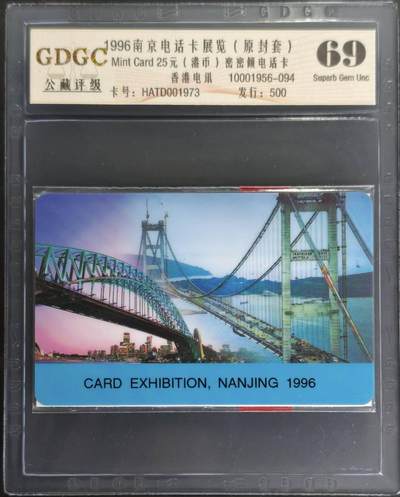 GDGC
公藏评级
1996南京电话卡展览(原封套)
Mint Card 25元(港币)密密倾电话卡
香港电讯 10001956-094
卡号:HATD001973 发行:500
69
Superb Gem Unc
CARD EXHIBITION, NANJING 1996